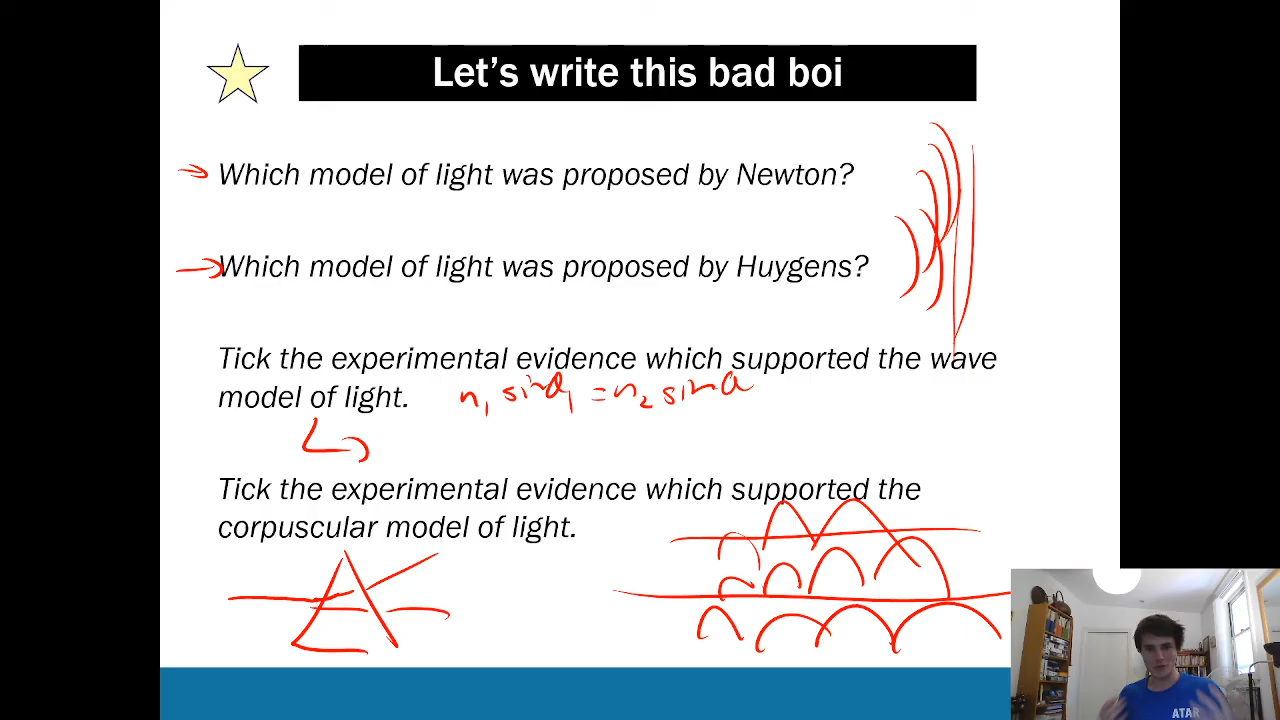 Let's write this bad boi
Which model of light was proposed by Newton?
Which model of light was proposed by Huygens?
Tick the experimental evidence which supported the wave
model of light.
n₁ sinθ₁ = n₂ sinθ
Tick the experimental evidence which supported the
corpuscular model of light.
ATAR